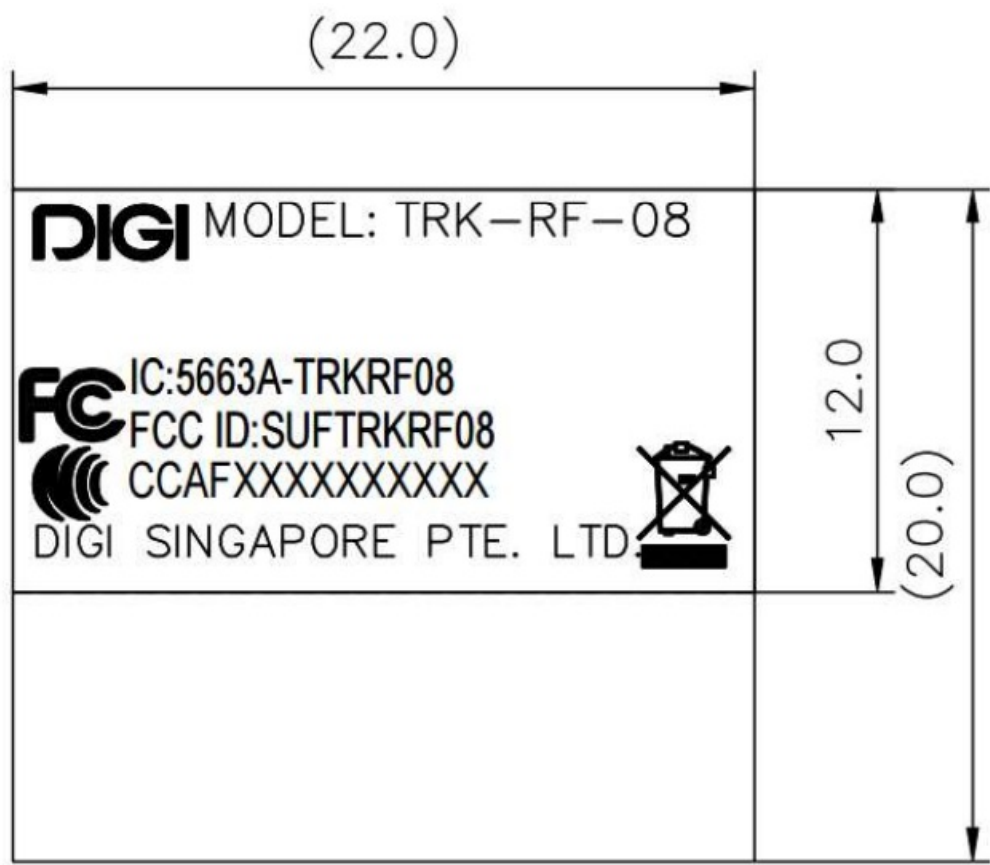 (22.0)
DIGI MODEL: TRK-RF-08
FC IC:5663A-TRKRF08
FCC ID:SUFTRKRF08
CCAFXXXXXXXXXX
DIGI SINGAPORE PTE. LTD.
12.0
(20.0)